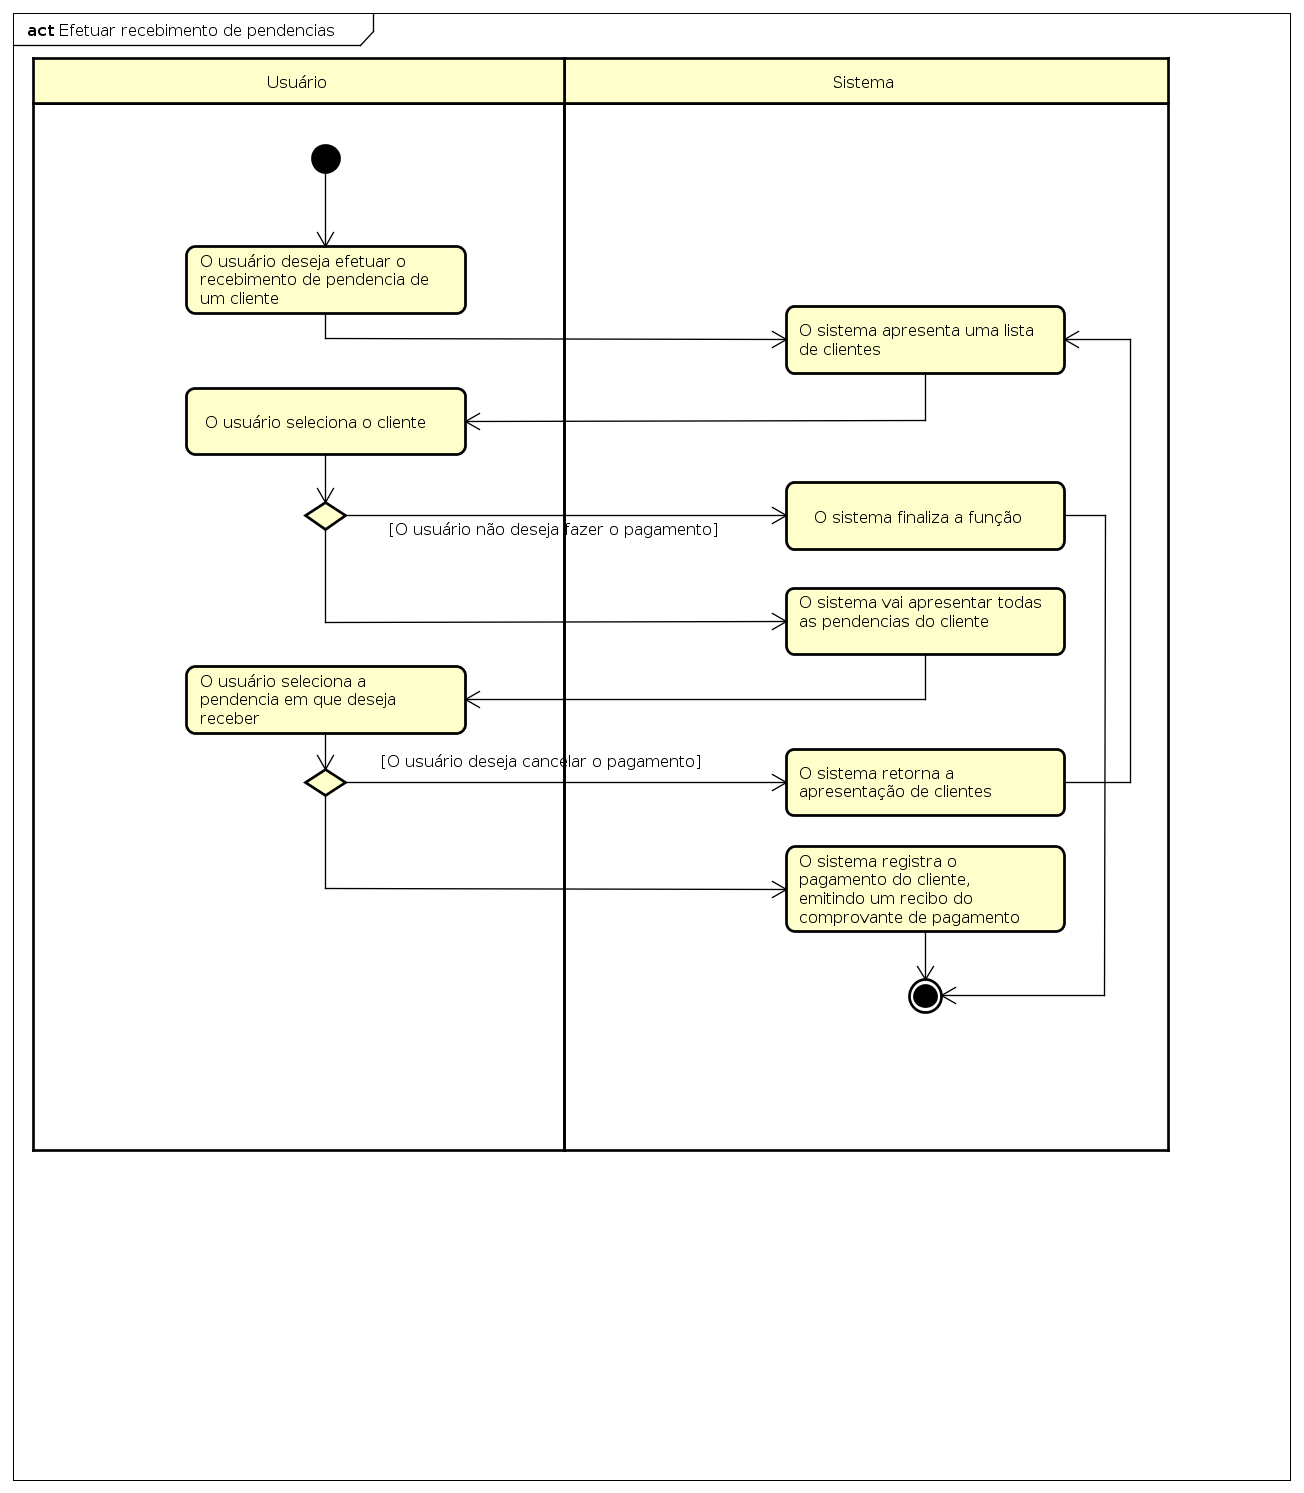 act Efetuar recebimento de pendencias
Usuário
Sistema
O usuário deseja efetuar o
recebimento de pendencia de
um cliente
O sistema apresenta uma lista
de clientes
O usuário seleciona o cliente
O sistema finaliza a função
[O usuário não deseja fazer o pagamento]
O sistema vai apresentar todas
as pendencias do cliente
O usuário seleciona a
pendencia em que deseja
receber
[O usuário deseja cancelar o pagamento]
O sistema retorna a
apresentação de clientes
O sistema registra o
pagamento do cliente,
emitindo um recibo do
comprovante de pagamento